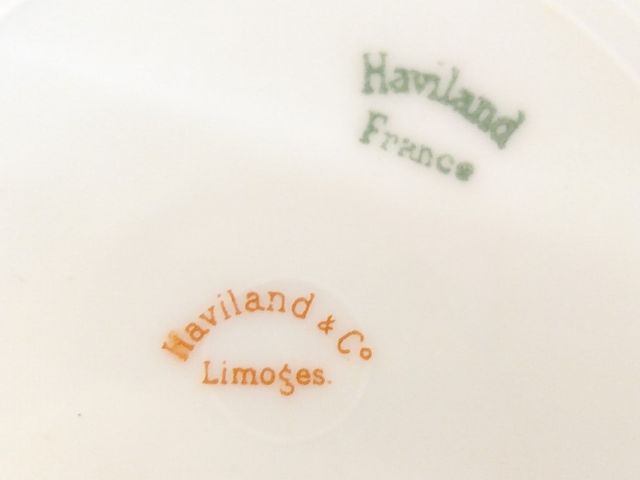 Haviland
France
Haviland & Co
Limoges.